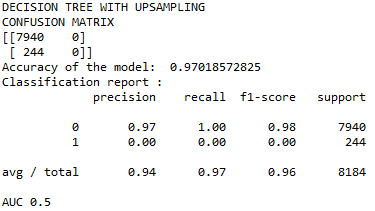 DECISION TREE WITH UPSAMPLING
CONFUSION MATRIX
[[7940    0]
 [ 244    0]]
Accuracy of the model:  0.97018572825
Classification report :
             precision    recall  f1-score   support

          0       0.97      1.00      0.98      7940
          1       0.00      0.00      0.00       244

avg / total       0.94      0.97      0.96      8184

AUC 0.5